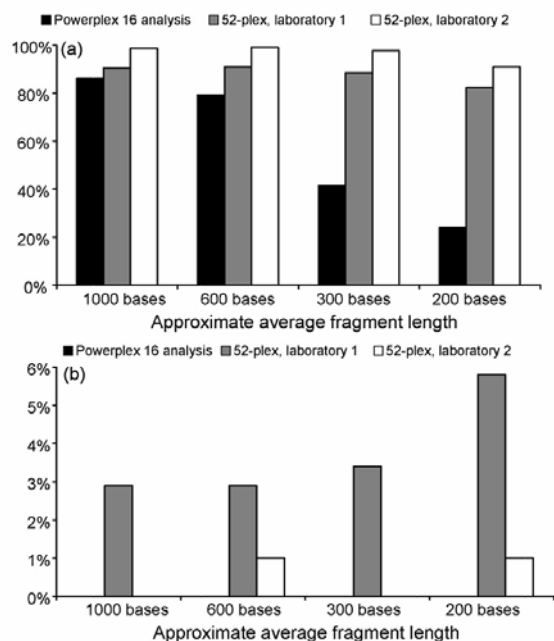 ■ Powerplex 16 analysis ■ 52-plex, laboratory 1 □ 52-plex, laboratory 2
(a)
100%
80%
60%
40%
20%
0%
1000 bases 600 bases 300 bases 200 bases
Approximate average fragment length
■ Powerplex 16 analysis ■ 52-plex, laboratory 1 □ 52-plex, laboratory 2
(b)
6%
5%
4%
3%
2%
1%
0%
1000 bases 600 bases 300 bases 200 bases
Approximate average fragment length